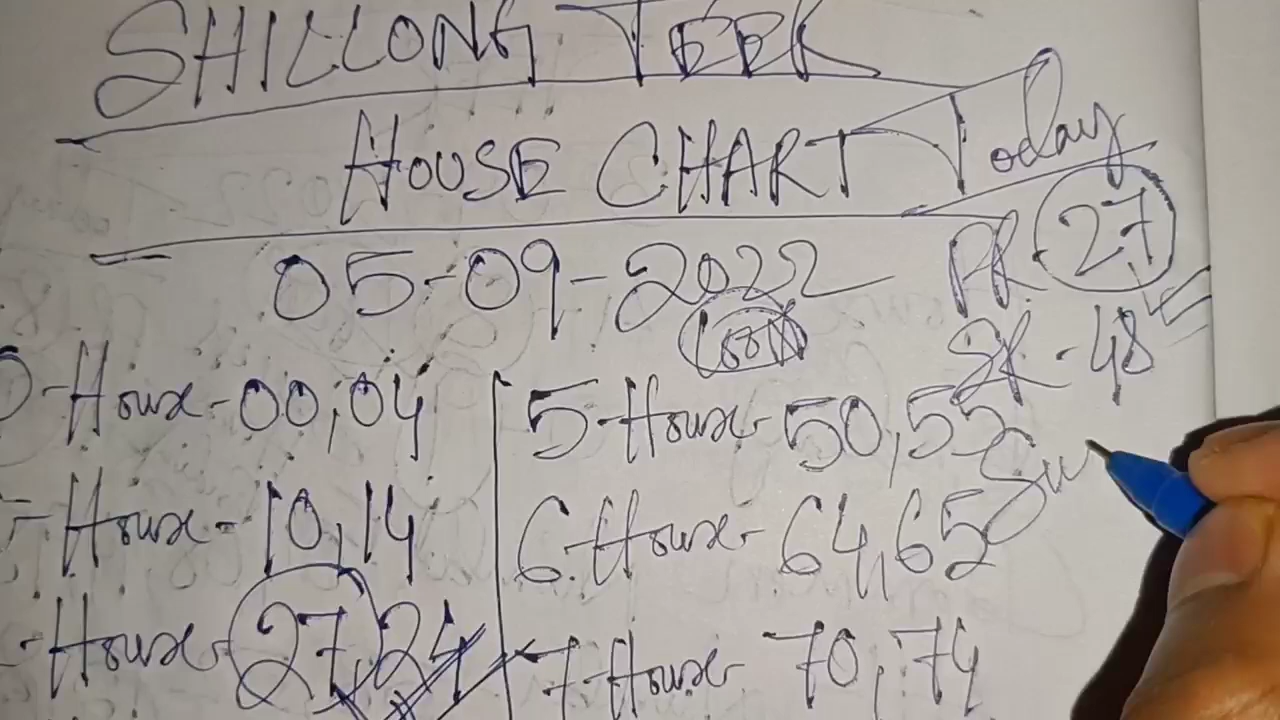 SHILLONG TEER
HOUSE CHART
Today
05-09-2022
FR-27
SR-48
0-House-00,04
-House-10,14
-House-27,24
5-House-50,55
6-House-64,65
7-House-70,74